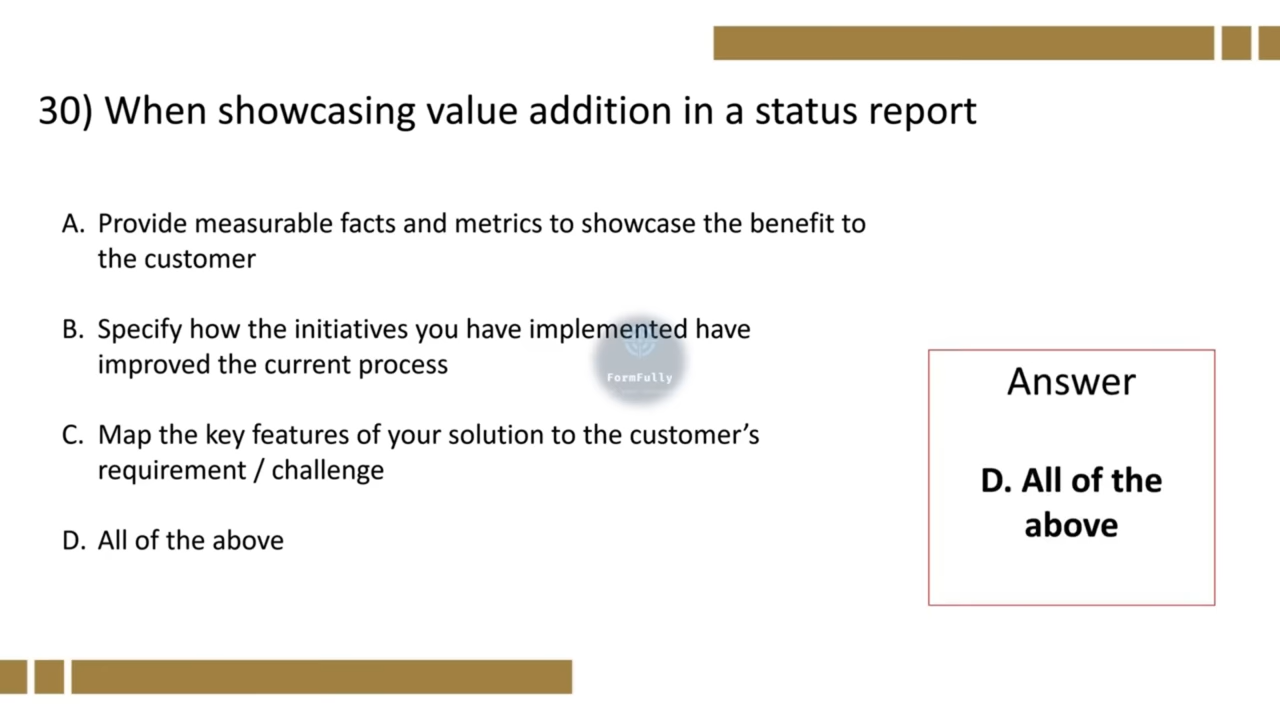 30) When showcasing value addition in a status report
A. Provide measurable facts and metrics to showcase the benefit to
the customer
B. Specify how the initiatives you have implemented have
improved the current process
FormFully
C. Map the key features of your solution to the customer’s
requirement / challenge
D. All of the above
Answer
D. All of the
above